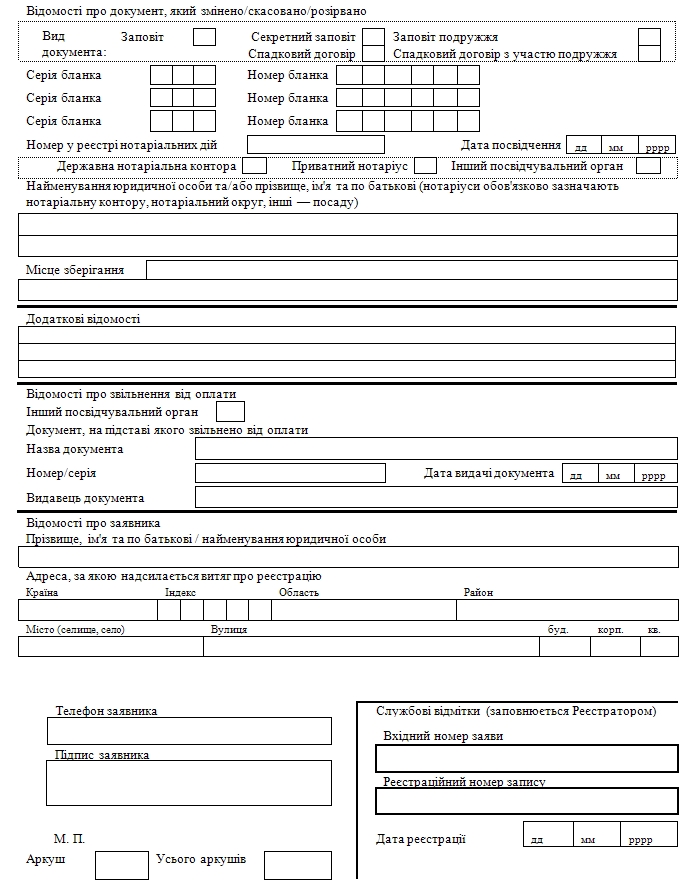 Відомості про документ, який змінено/скасовано/розірвано
Вид документа: Заповіт Секретний заповіт Заповіт подружжя
Спадковий договір Спадковий договір з участю подружжя
Серія бланка Номер бланка
Серія бланка Номер бланка
Серія бланка Номер бланка
Номер у реєстрі нотаріальних дій Дата посвідчення дд мм рррр
Державна нотаріальна контора Приватний нотаріус Інший посвідчувальний орган
Найменування юридичної особи та/або прізвище, ім'я та по батькові (нотаріуси обов'язково зазначають
нотаріальну контору, нотаріальний округ, інші — посаду)
Місце зберігання
Додаткові відомості
Відомості про звільнення від оплати
Інший посвідчувальний орган
Документ, на підставі якого звільнено від оплати
Назва документа
Номер/серія Дата видачі документа дд мм рррр
Видавець документа
Відомості про заявника
Прізвище, ім'я та по батькові / найменування юридичної особи
Адреса, за якою надсилається витяг про реєстрацію
Країна Індекс Область Район
Місто (селище, село) Вулиця буд. корп. кв.
Телефон заявника
Підпис заявника
М. П.
Аркуш Усього аркушів
Службові відмітки (заповнюється Реєстратором)
Вхідний номер заяви
Реєстраційний номер запису
Дата реєстрації дд мм рррр